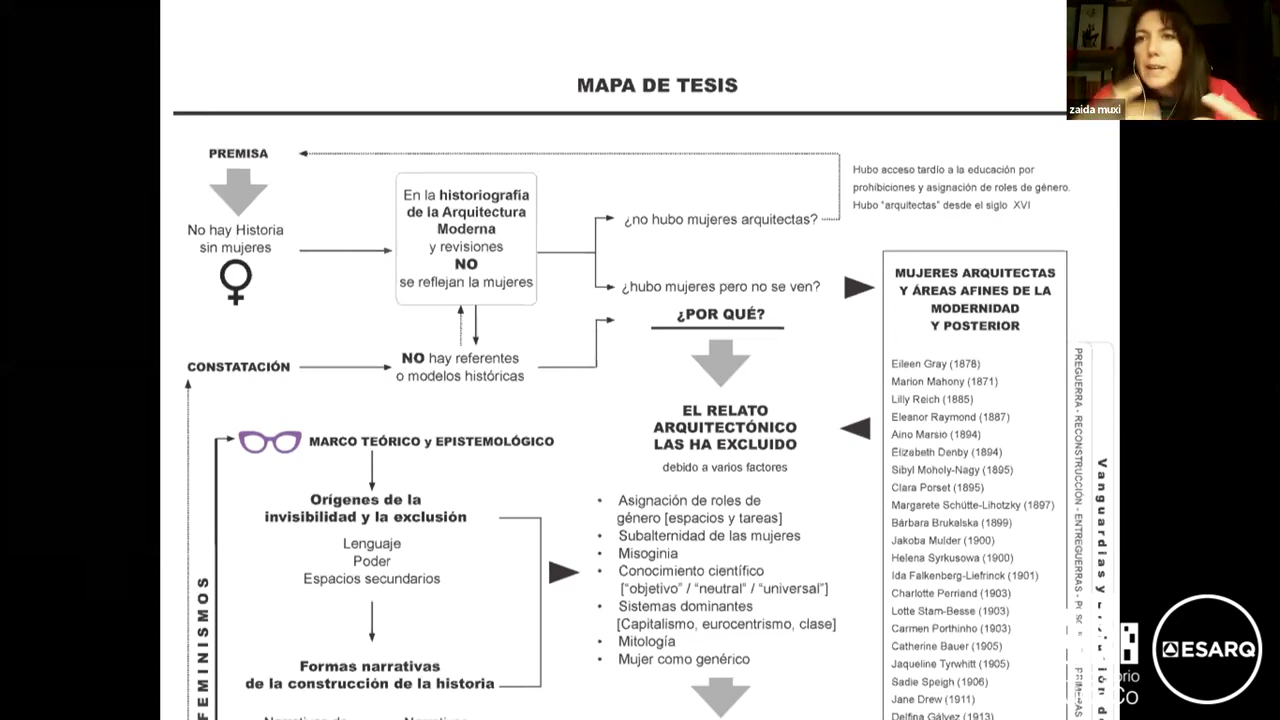 MAPA DE TESIS
zaida muxi
PREMISA
No hay Historia
sin mujeres
En la historiografía
de la Arquitectura
Moderna
y revisiones
NO
se reflejan la mujeres
¿no hubo mujeres arquitectas?
Hubo acceso tardío a la educación por
prohibiciones y asignación de roles de género.
Hubo "arquitectas" desde el siglo XVI
¿hubo mujeres pero no se ven?
¿POR QUÉ?
CONSTATACIÓN
NO hay referentes
o modelos históricos
EL RELATO
ARQUITECTÓNICO
LAS HA EXCLUIDO
debido a varios factores
• Asignación de roles de
género [espacios y tareas]
• Subalternidad de las mujeres
• Misoginia
• Conocimiento científico
["objetivo" / "neutral" / "universal"]
• Sistemas dominantes
[Capitalismo, eurocentrismo, clase]
• Mitología
• Mujer como genérico
MARCO TEÓRICO y EPISTEMOLÓGICO
Orígenes de la
invisibilidad y la exclusión
Lenguaje
Poder
Espacios secundarios
Formas narrativas
de la construcción de la historia
FEMINISMOS
MUJERES ARQUITECTAS
Y ÁREAS AFINES DE LA
MODERNIDAD
Y POSTERIOR
Eileen Gray (1878)
Marion Mahony (1871)
Lilly Reich (1885)
Eleanor Raymond (1887)
Aino Marsio (1894)
Elizabeth Denby (1894)
Sibyl Moholy-Nagy (1895)
Clara Porset (1895)
Margarete Schütte-Lihotzky (1897)
Bárbara Brukalska (1899)
Jakoba Mulder (1900)
Helena Syrkusowa (1900)
Ida Falkenberg-Liefrinck (1901)
Charlotte Perriand (1903)
Lotte Stam-Besse (1903)
Carmen Porthinho (1903)
Catherine Bauer (1905)
Jaqueline Tyrwhitt (1905)
Sadie Speigh (1906)
Jane Drew (1911)
Delfina Gálvez (1913)
PREGUERRA - RECONSTRUCCIÓN - ENTREGUERRAS
Vanguardias y
ESARQ